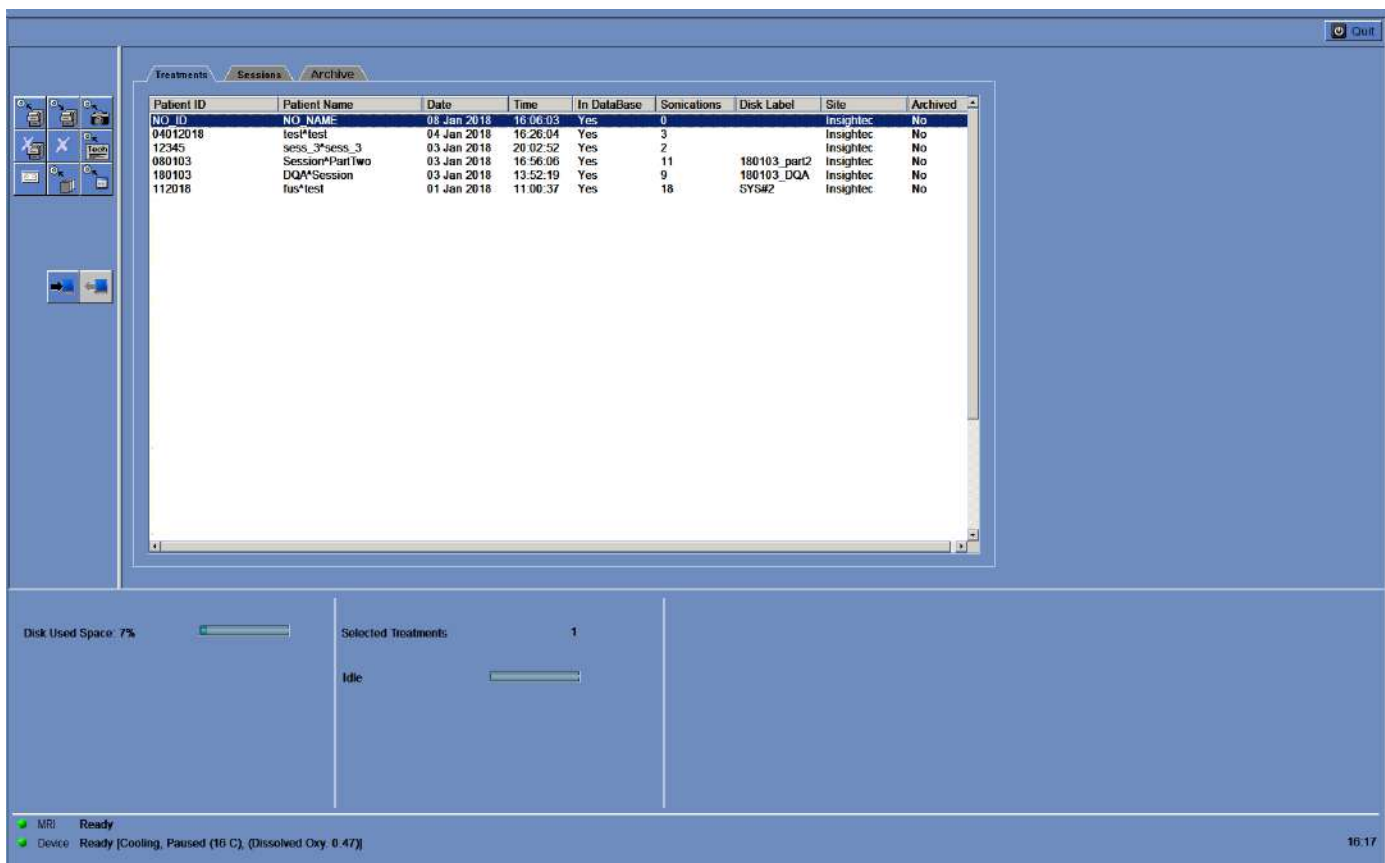 Quit
Treatments Sessions Archive
Patient ID Patient Name Date Time In DataBase Sonications Disk Label Site Archived
NO_ID NO_NAME 08 Jan 2018 16:06:03 Yes 0 Insightec No
04012018 test^test 04 Jan 2018 16:26:04 Yes 3 Insightec No
12345 sess_3^sess_3 03 Jan 2018 20:02:52 Yes 2 Insightec No
080103 Session^PartTwo 03 Jan 2018 16:56:06 Yes 11 180103_part2 Insightec No
180103 DQA^Session 03 Jan 2018 13:52:19 Yes 9 180103_DQA Insightec No
112018 fus^test 01 Jan 2018 11:00:37 Yes 18 SYS#2 Insightec No
Tech
Disk Used Space: 7% Selected Treatments 1
Idle
MRI Ready
Device Ready [Cooling, Paused (16 C), (Dissolved Oxy. 0.47)] 16:17